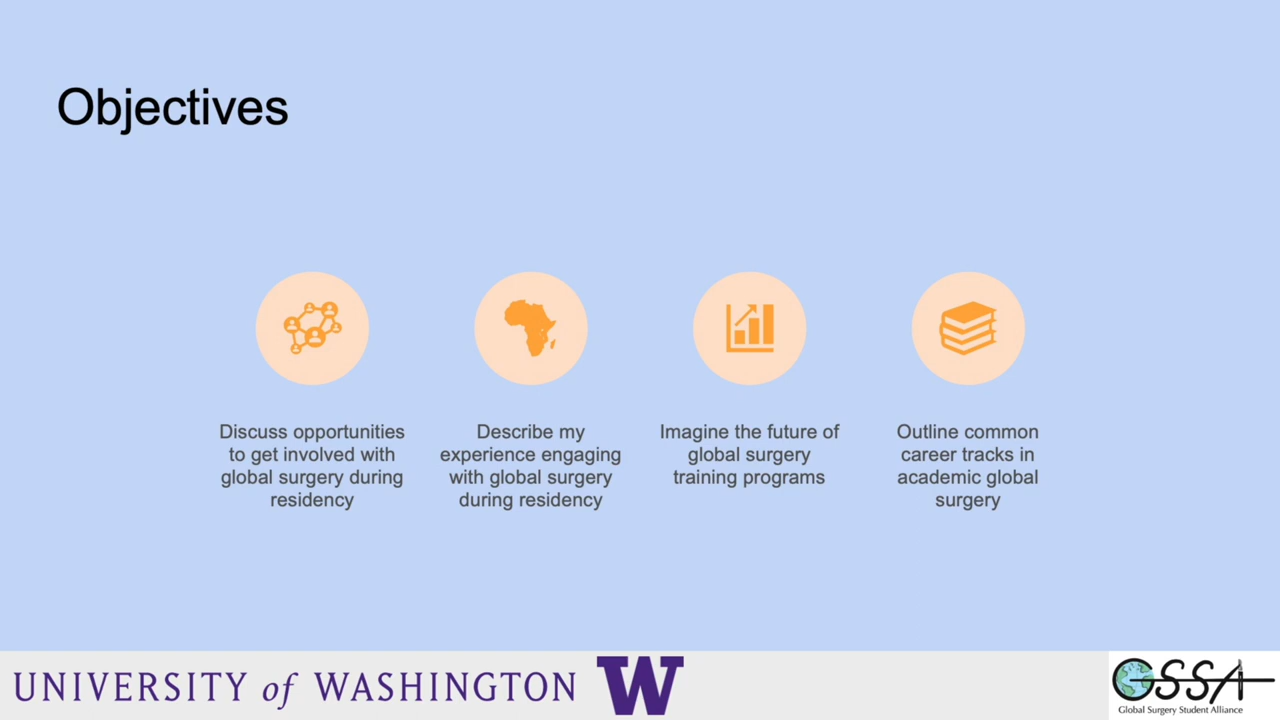 Objectives
Discuss opportunities
to get involved with
global surgery during
residency
Describe my
experience engaging
with global surgery
during residency
Imagine the future of
global surgery
training programs
Outline common
career tracks in
academic global
surgery
UNIVERSITY of WASHINGTON W
GSSA
Global Surgery Student Alliance